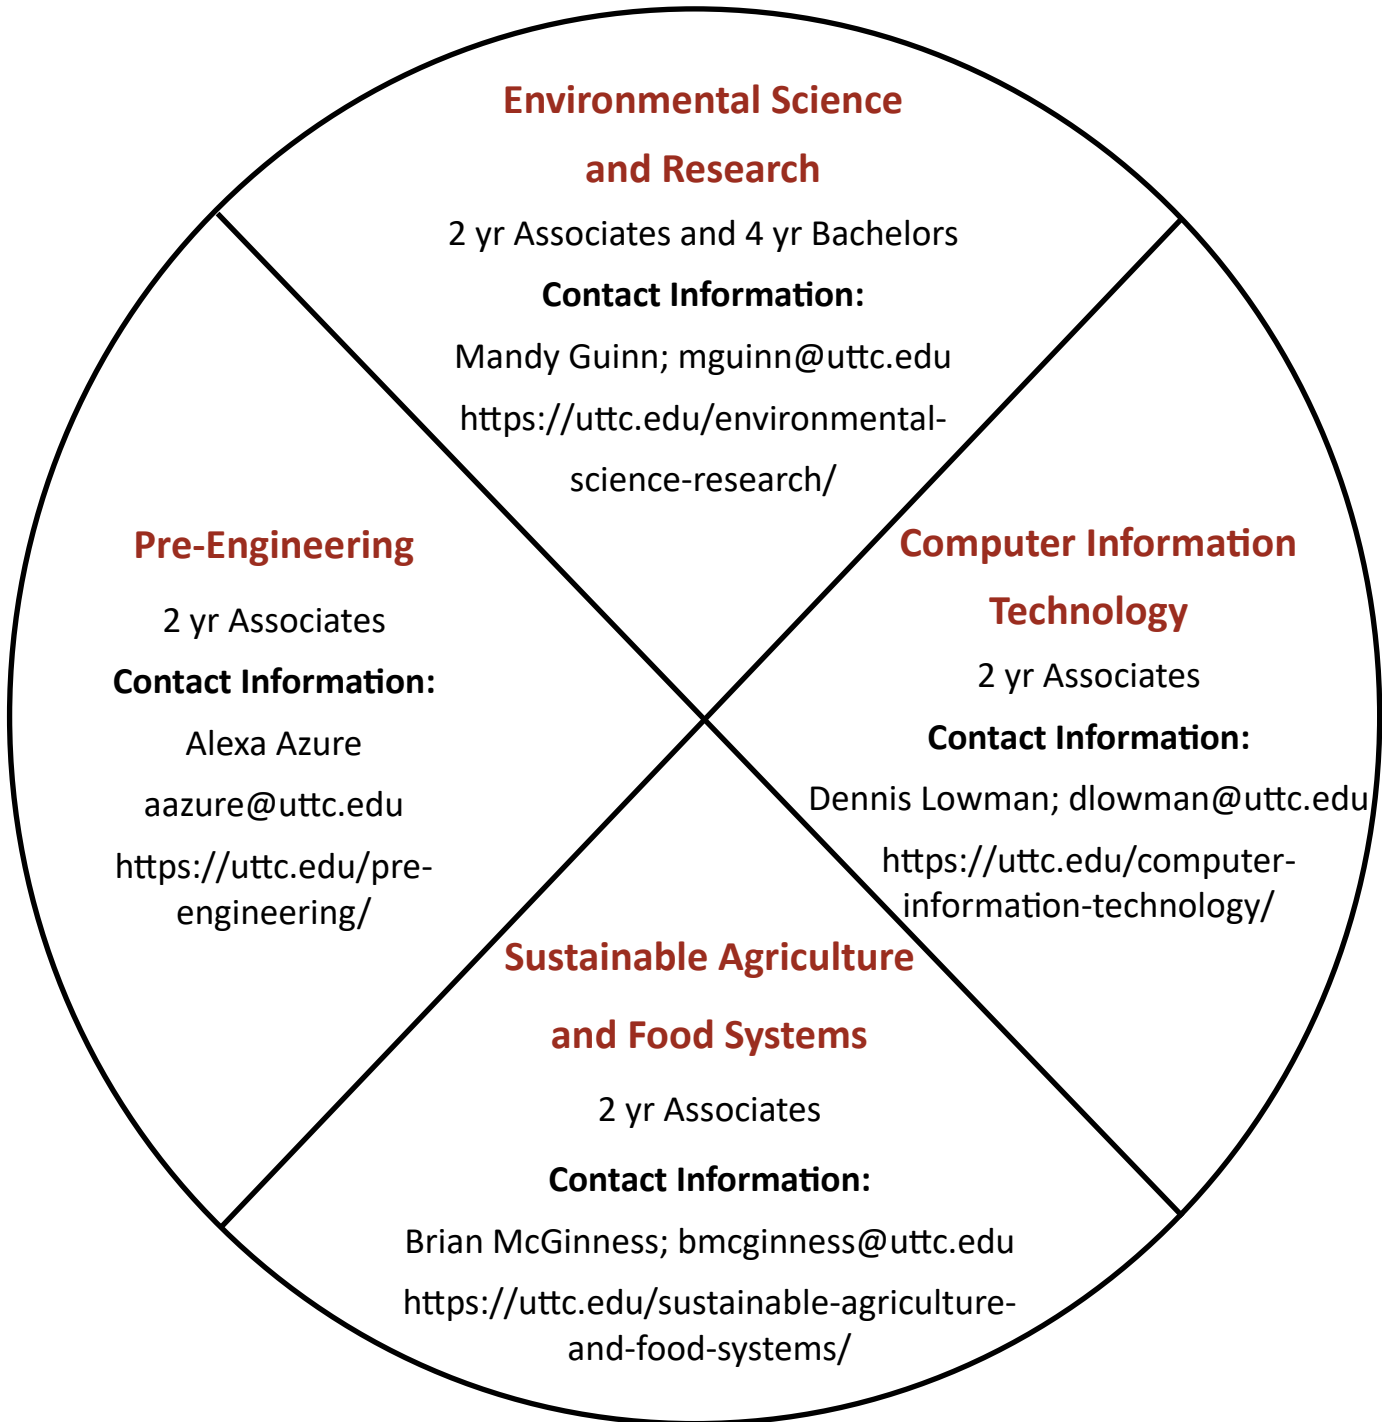 Environmental Science
and Research
2 yr Associates and 4 yr Bachelors
Contact Information:
Mandy Guinn; mguinn@uttc.edu
https://uttc.edu/environmental-
science-research/
Pre-Engineering
2 yr Associates
Contact Information:
Alexa Azure
aazure@uttc.edu
https://uttc.edu/pre-
engineering/
Computer Information
Technology
2 yr Associates
Contact Information:
Dennis Lowman; dlowman@uttc.edu
https://uttc.edu/computer-
information-technology/
Sustainable Agriculture
and Food Systems
2 yr Associates
Contact Information:
Brian McGinness; bmcginness@uttc.edu
https://uttc.edu/sustainable-agriculture-
and-food-systems/